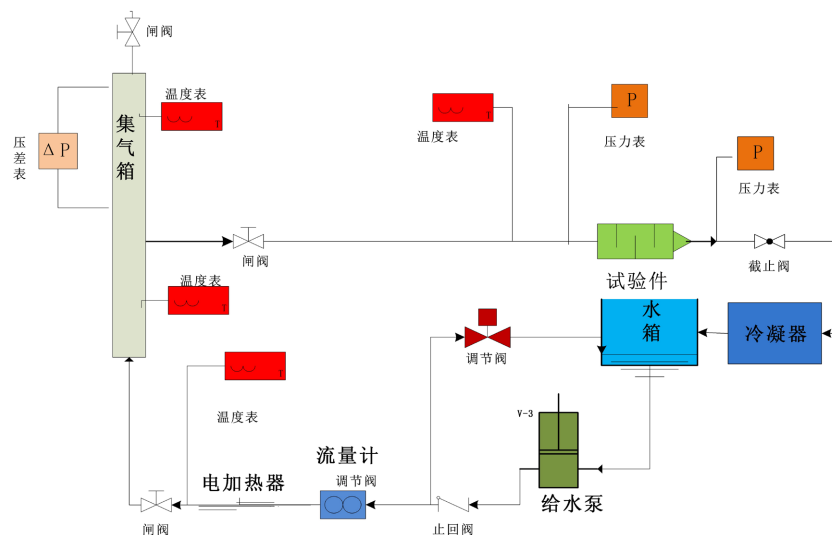 闸阀
温度表
集气箱
压差表
ΔP
T
温度表
T
压力表
P
压力表
P
闸阀
截止阀
试验件
温度表
T
水箱
冷凝器
调节阀
T
温度表
V-3
流量计
调节阀
电加热器
给水泵
闸阀
止回阀